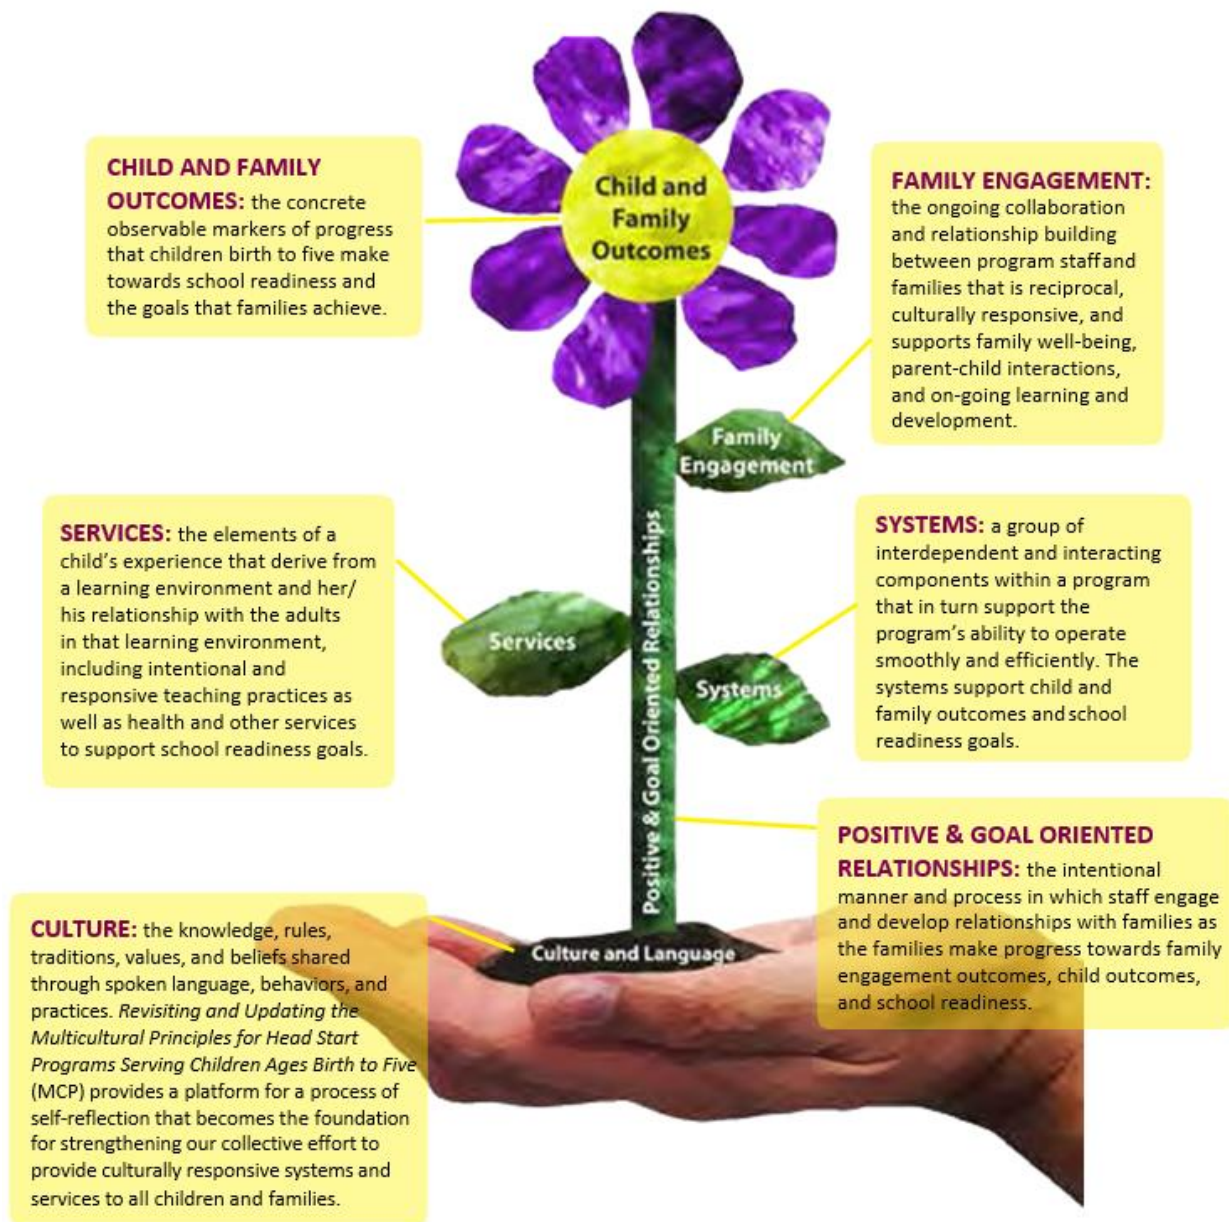 CHILD AND FAMILY
OUTCOMES: the concrete
observable markers of progress
that children birth to five make
towards school readiness and
the goals that families achieve.
Child and
Family
Outcomes
FAMILY ENGAGEMENT:
the ongoing collaboration
and relationship building
between program staff and
families that is reciprocal,
culturally responsive, and
supports family well-being,
parent-child interactions,
and on-going learning and
development.
Family
Engagement
SERVICES: the elements of a
child's experience that derive from
a learning environment and her/
his relationship with the adults
in that learning environment,
including intentional and
responsive teaching practices as
well as health and other services
to support school readiness goals.
Services
Positive & Goal Oriented Relationships
Systems
SYSTEMS: a group of
interdependent and interacting
components within a program
that in turn support the
program's ability to operate
smoothly and efficiently. The
systems support child and
family outcomes and school
readiness goals.
POSITIVE & GOAL ORIENTED
RELATIONSHIPS: the intentional
manner and process in which staff engage
and develop relationships with families as
the families make progress towards family
engagement outcomes, child outcomes,
and school readiness.
CULTURE: the knowledge, rules,
traditions, values, and beliefs shared
through spoken language, behaviors, and
practices. Revisiting and Updating the
Multicultural Principles for Head Start
Programs Serving Children Ages Birth to Five
(MCP) provides a platform for a process of
self-reflection that becomes the foundation
for strengthening our collective effort to
provide culturally responsive systems and
services to all children and families.
Culture and Language